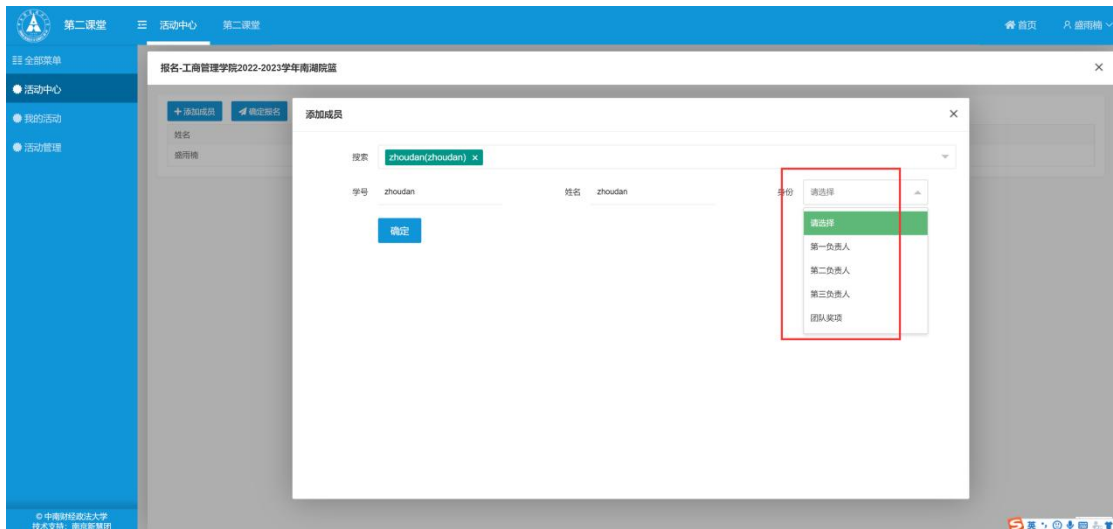 第二课堂
活动中心
第二课堂
首页
盛雨楠
全部菜单
活动中心
我的活动
活动管理
报名-工商管理学院2022-2023学年南湖院篮
×
+添加成员
确定报名
姓名
盛雨楠
添加成员
×
搜索
zhoudan(zhoudan) ×
学号 zhoudan
姓名 zhoudan
身份 请选择
请选择
第一负责人
第二负责人
第三负责人
团队奖项
确定
© 中南财经政法大学
技术支持：南京新慧团
英